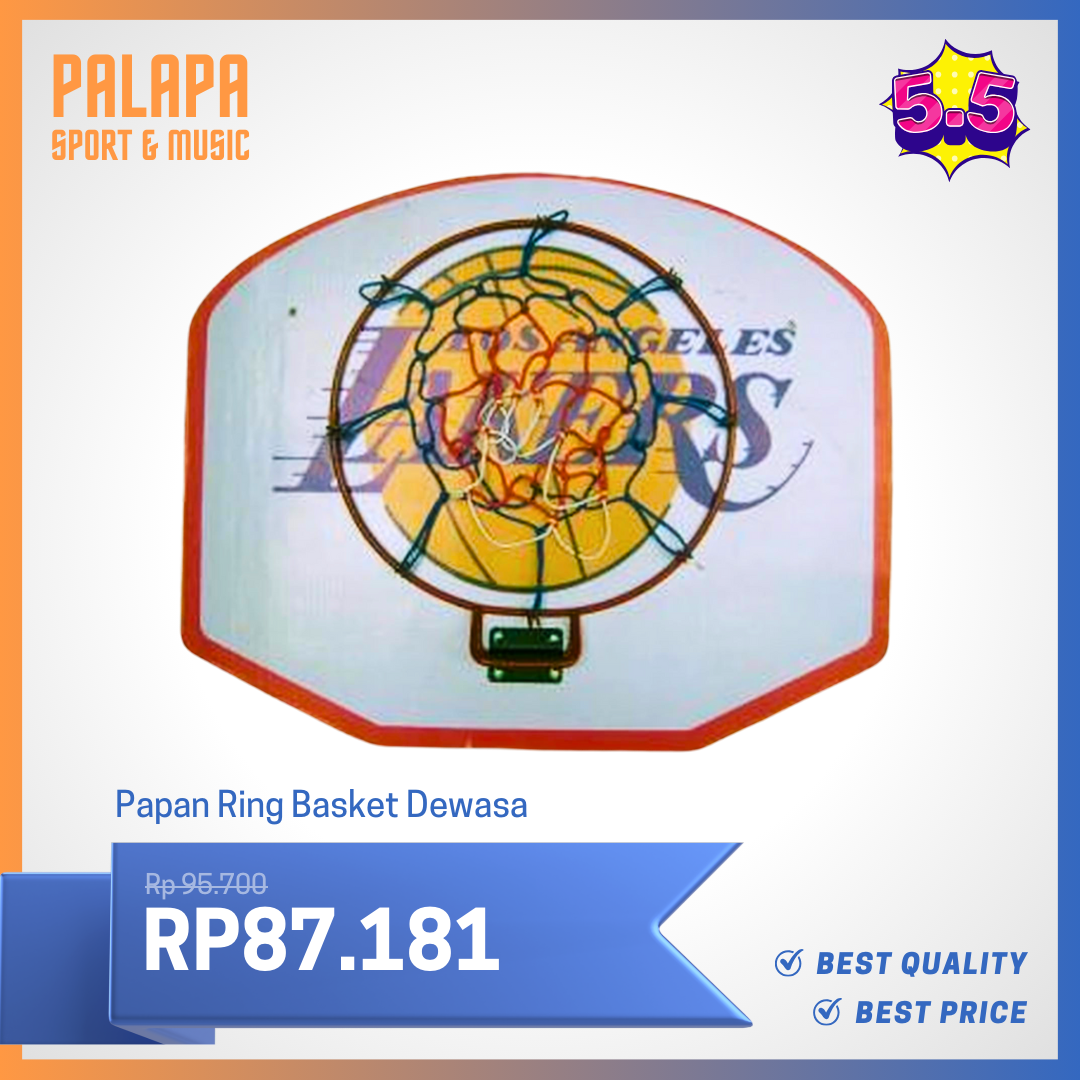 PALAPA
SPORT & MUSIC
5.5
LOS ANGELES
LAKERS
Papan Ring Basket Dewasa
Rp 95.700
RP87.181
BEST QUALITY
BEST PRICE